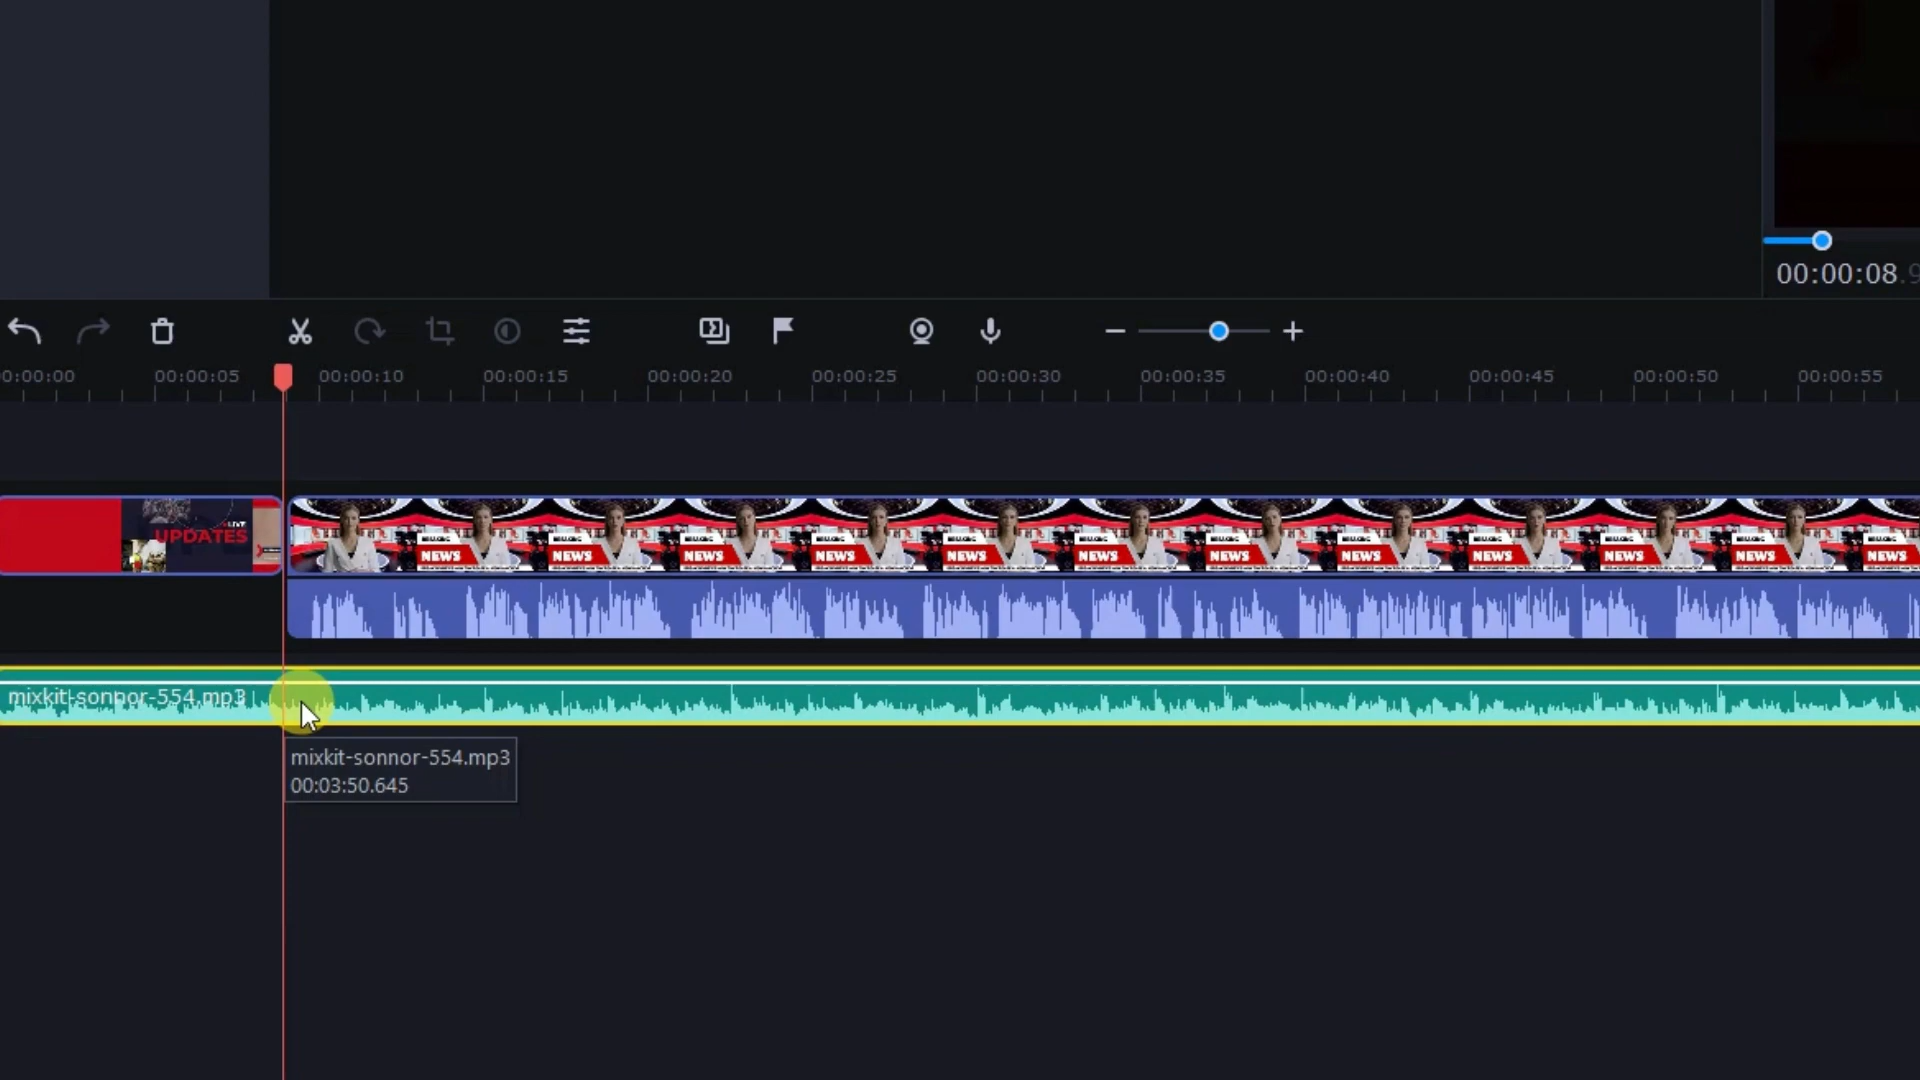 00:00:08.9
0:00:00 00:00:05 00:00:10 00:00:15 00:00:20 00:00:25 00:00:30 00:00:35 00:00:40 00:00:45 00:00:50 00:00:55
LIVE
UPDATES
NEWS NEWS NEWS NEWS NEWS NEWS NEWS NEWS NEWS NEWS NEWS NEWS
mixkit-sonnor-554.mp3
mixkit-sonnor-554.mp3
00:03:50.645